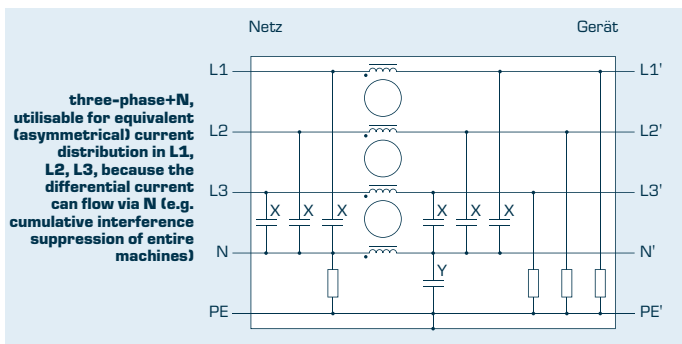 Netz Gerät
three-phase+N,
utilisable for equivalent
(asymmetrical) current
distribution in L1,
L2, L3, because the
differential current
can flow via N (e.g.
cumulative interference
suppression of entire
machines)
L1 L1'
L2 L2'
L3 L3'
X X X X X X
N N'
Y
PE PE'